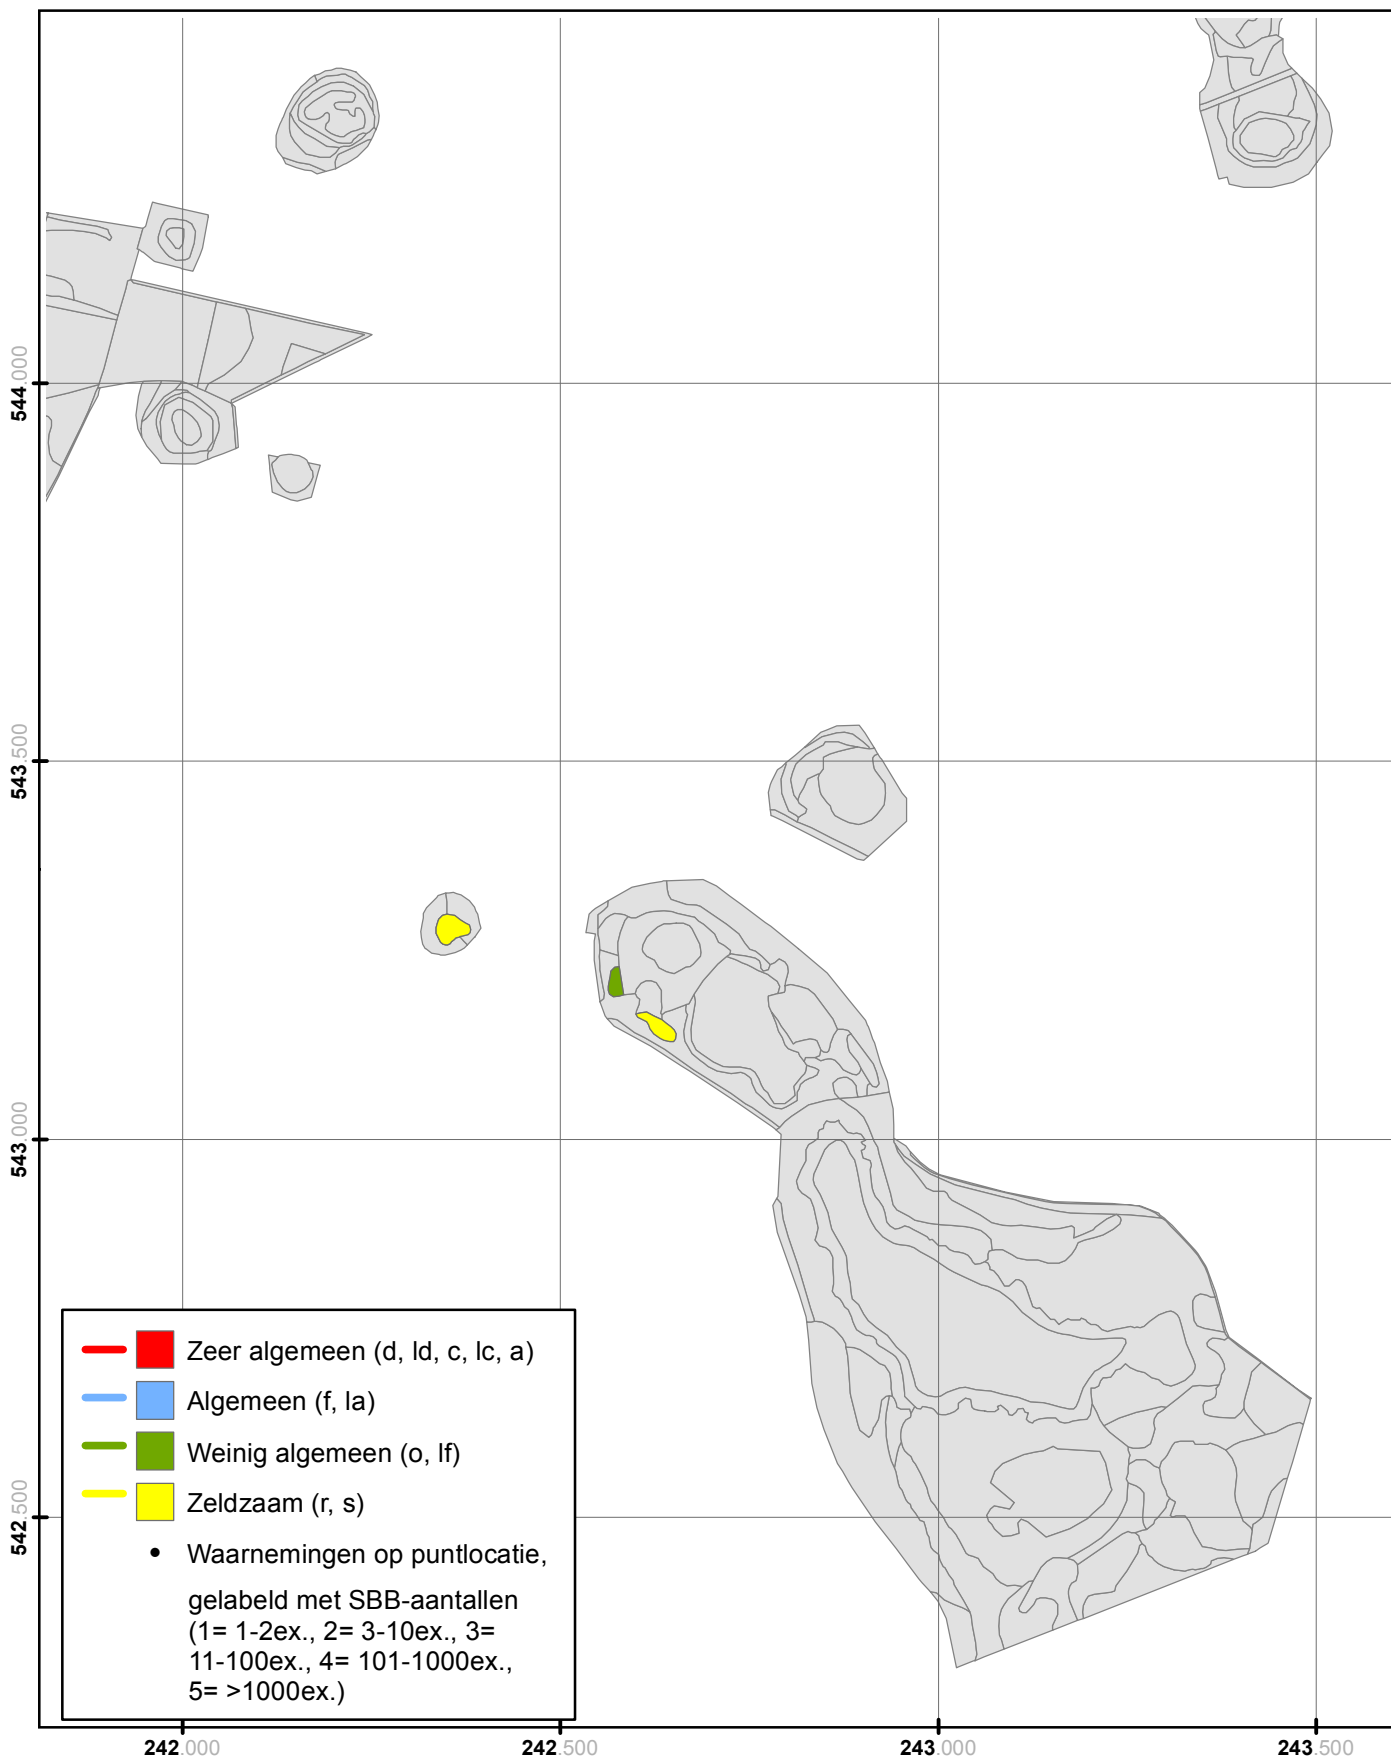 544.000
543.500
543.000
542.500
Zeer algemeen (d, ld, c, lc, a)
Algemeen (f, la)
Weinig algemeen (o, lf)
Zeldzaam (r, s)
Waarnemingen op puntlocatie,
gelabeld met SBB-aantallen
(1= 1-2ex., 2= 3-10ex., 3=
11-100ex., 4= 101-1000ex.,
5= >1000ex.)
242.000 242.500 243.000 243.500